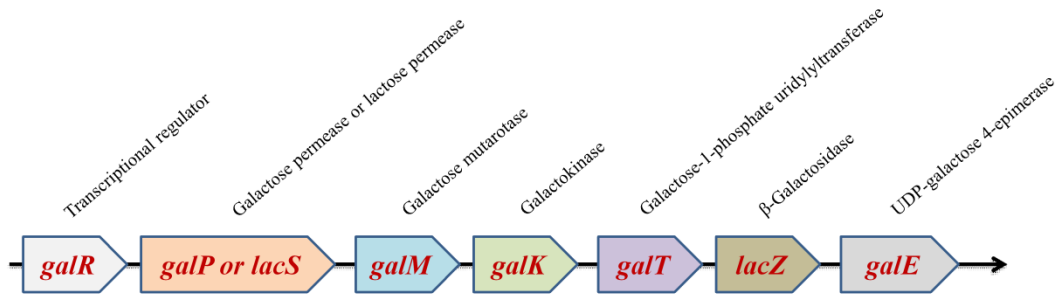 Transcriptional regulator
Galactose permease or lactose permease
Galactose mutarotase
Galactokinase
Galactose-1-phosphate uridylyltransferase
β-Galactosidase
UDP-galactose 4-epimerase
galR
galP or lacS
galM
galK
galT
lacZ
galE